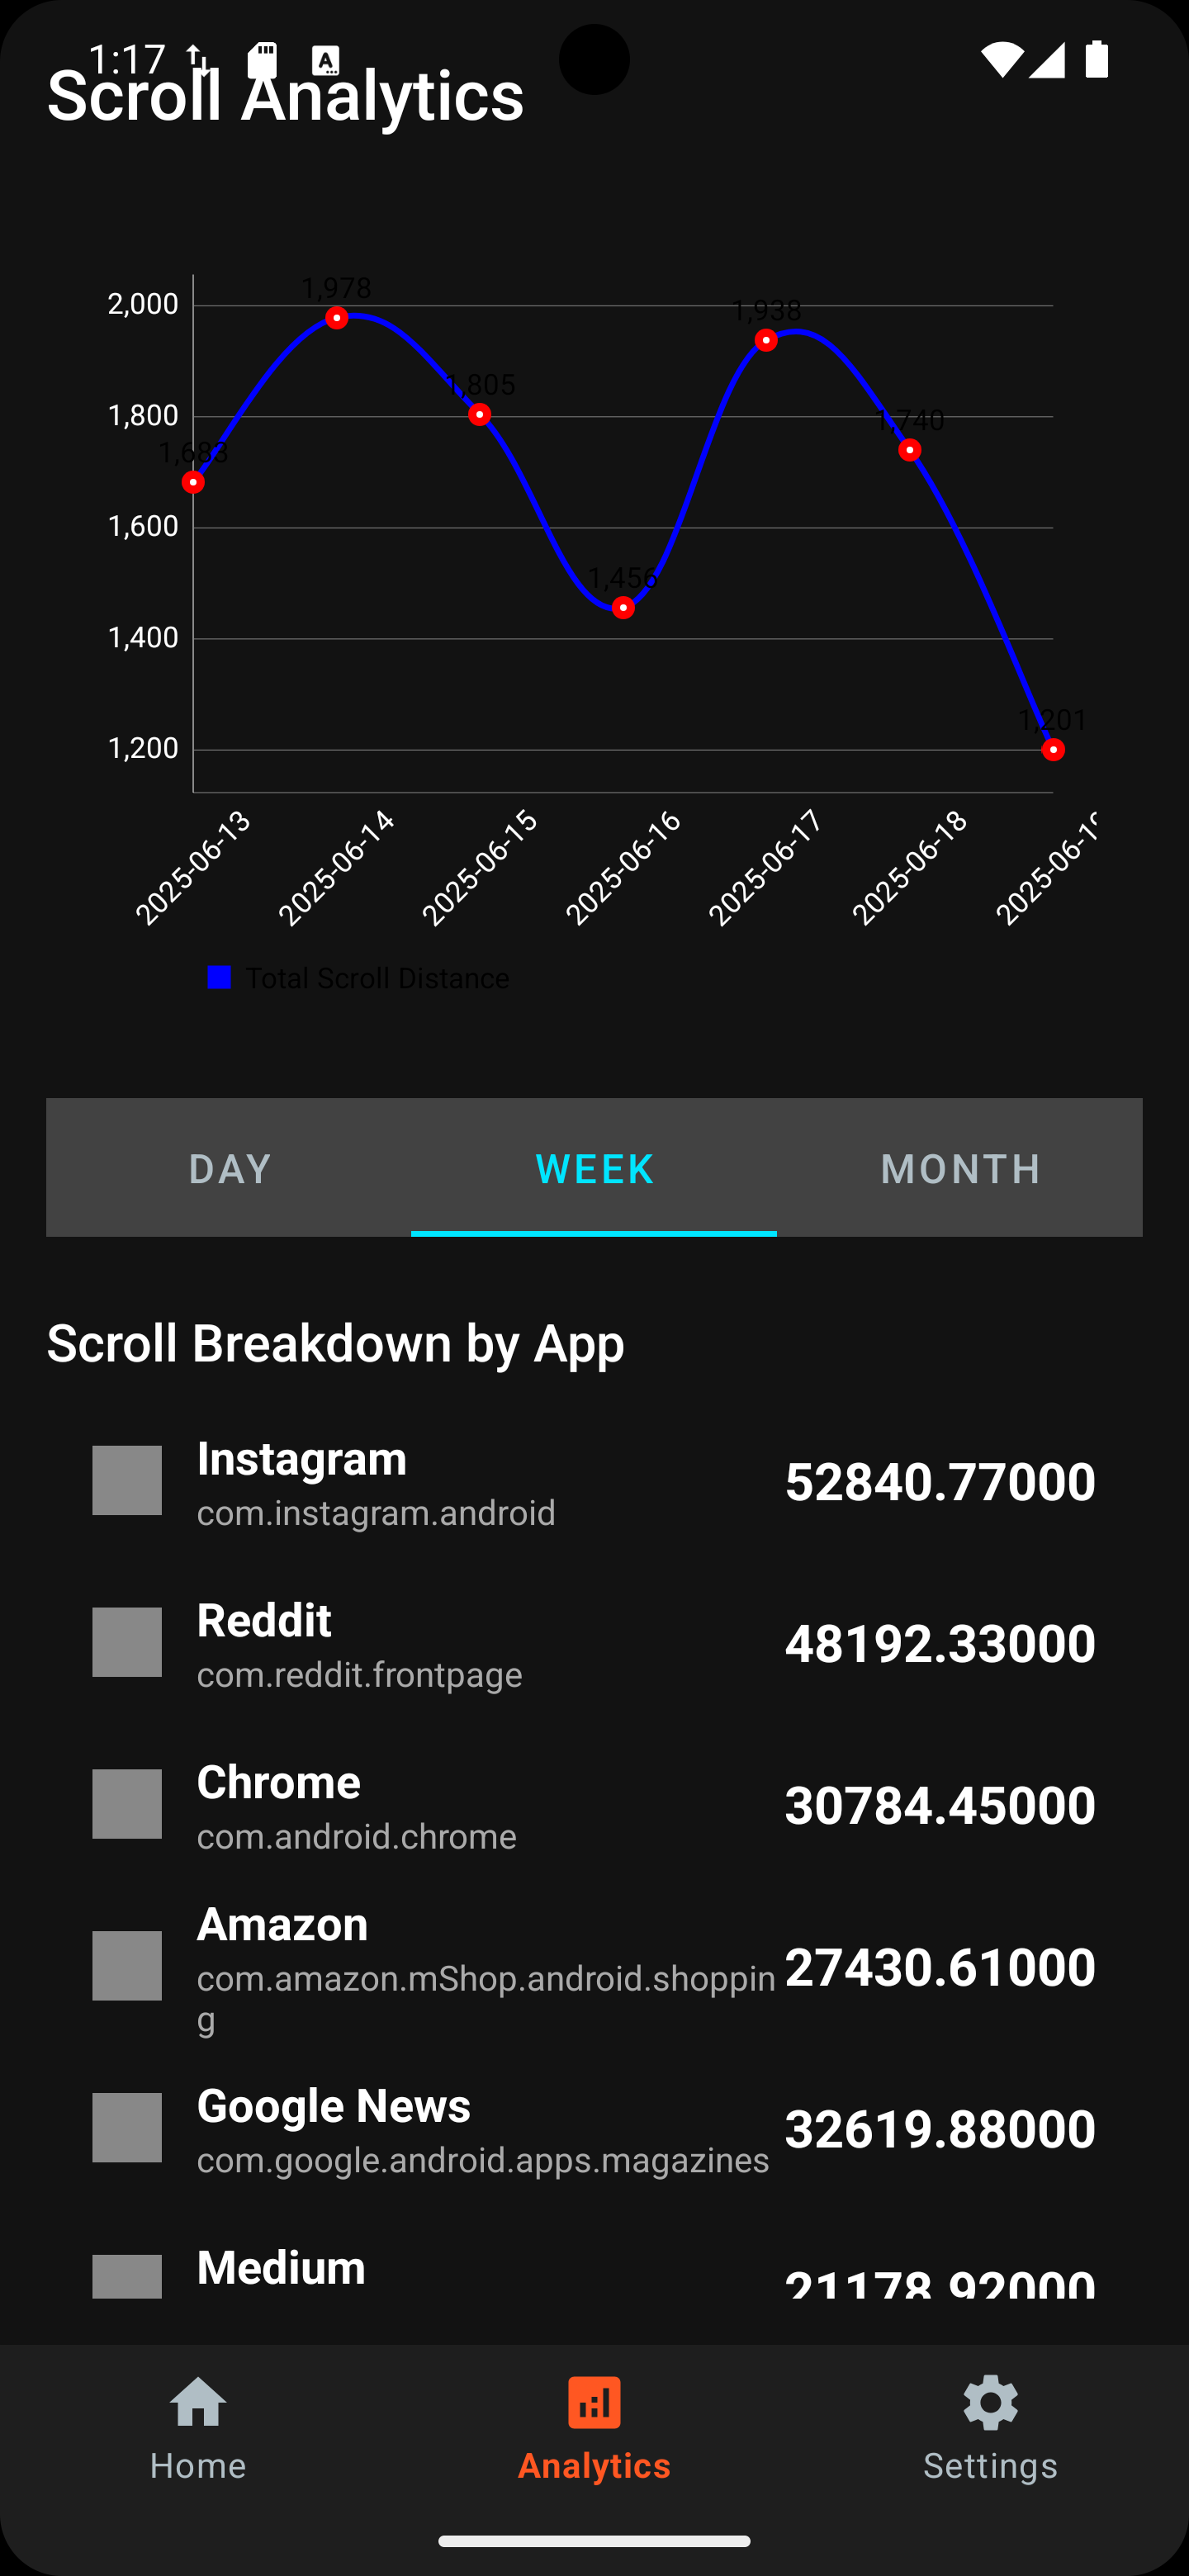 1:17
Scroll Analytics
2,000
1,800
1,600
1,400
1,200
1,683
1,978
1,805
1,456
1,938
1,740
1,201
2025-06-13
2025-06-14
2025-06-15
2025-06-16
2025-06-17
2025-06-18
2025-06-19
Total Scroll Distance
DAY WEEK MONTH
Scroll Breakdown by App
Instagram
com.instagram.android
52840.77000
Reddit
com.reddit.frontpage
48192.33000
Chrome
com.android.chrome
30784.45000
Amazon
com.amazon.mShop.android.shoppin
g
27430.61000
Google News
com.google.android.apps.magazines
32619.88000
Medium
21178.92000
Home Analytics Settings